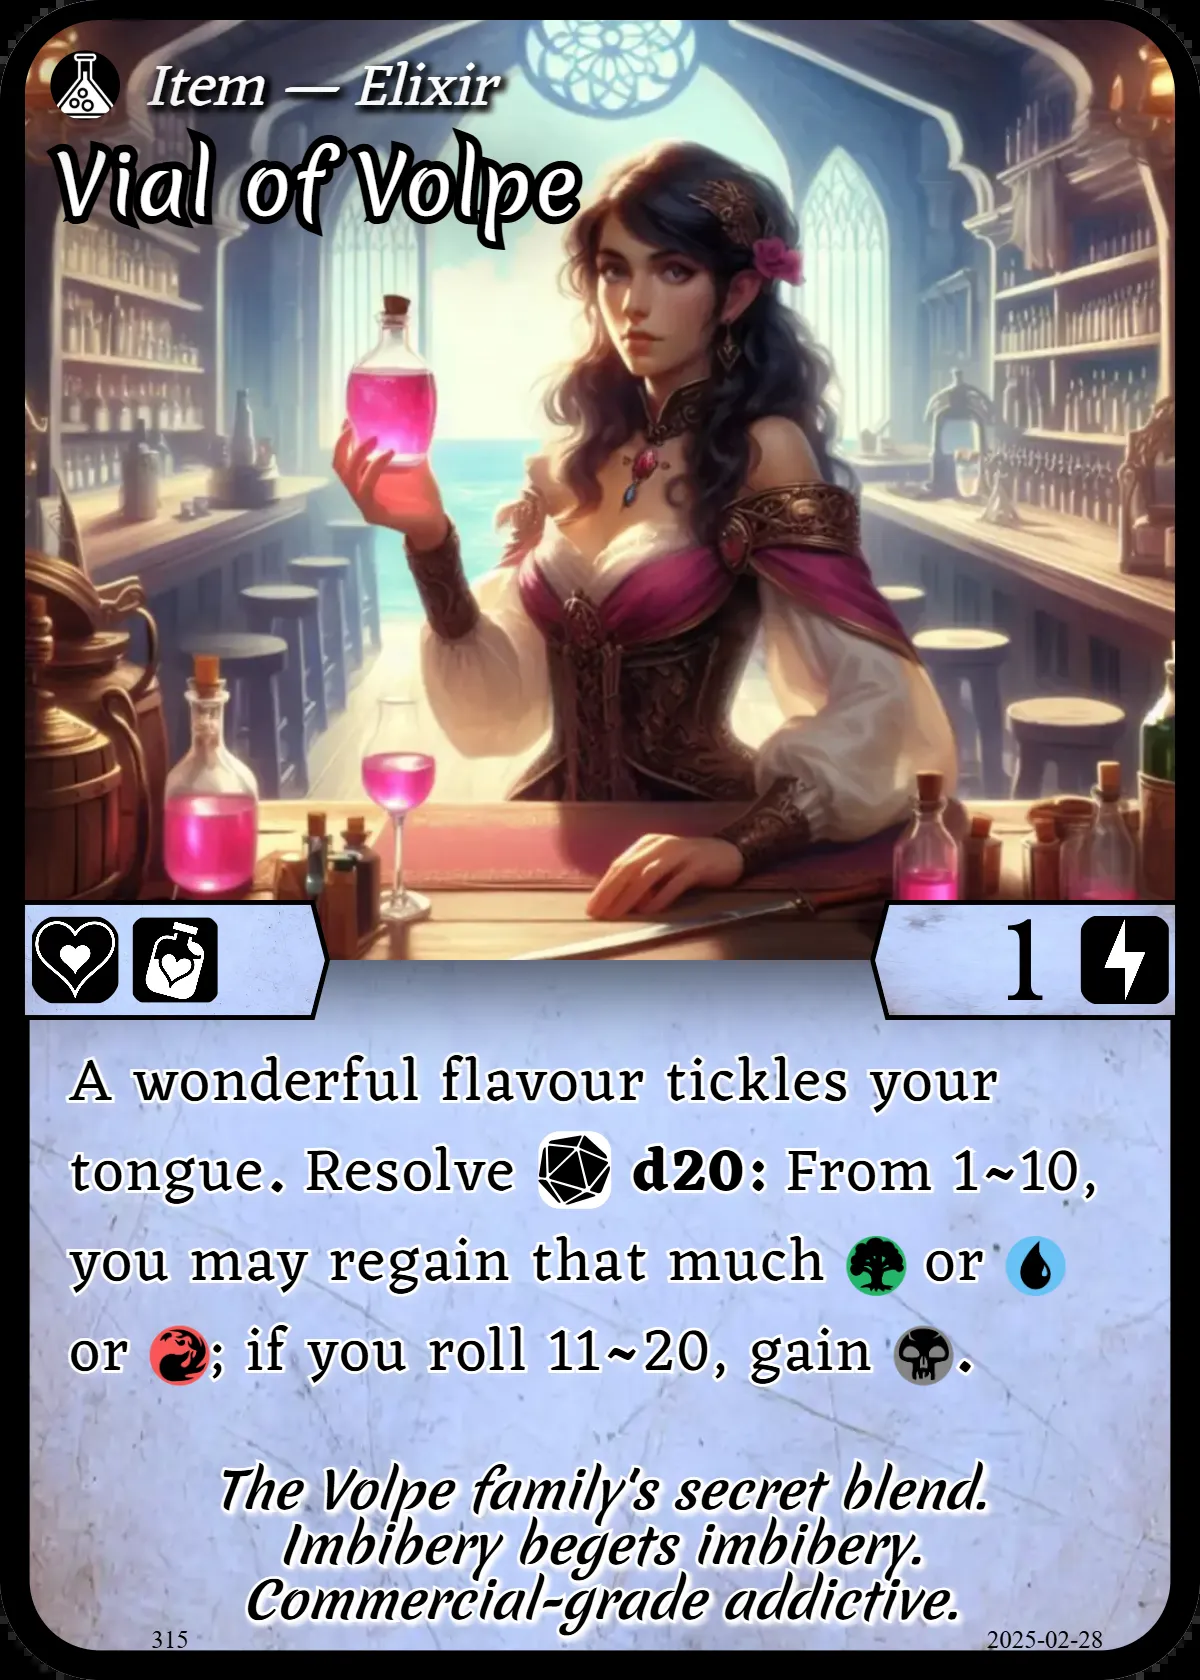 Item — Elixir
Vial of Volpe
1
A wonderful flavour tickles your
tongue. Resolve d20: From 1~10,
you may regain that much or
or ; if you roll 11~20, gain .
The Volpe family's secret blend.
Imbibery begets imbibery.
Commercial-grade addictive.
315 2025-02-28